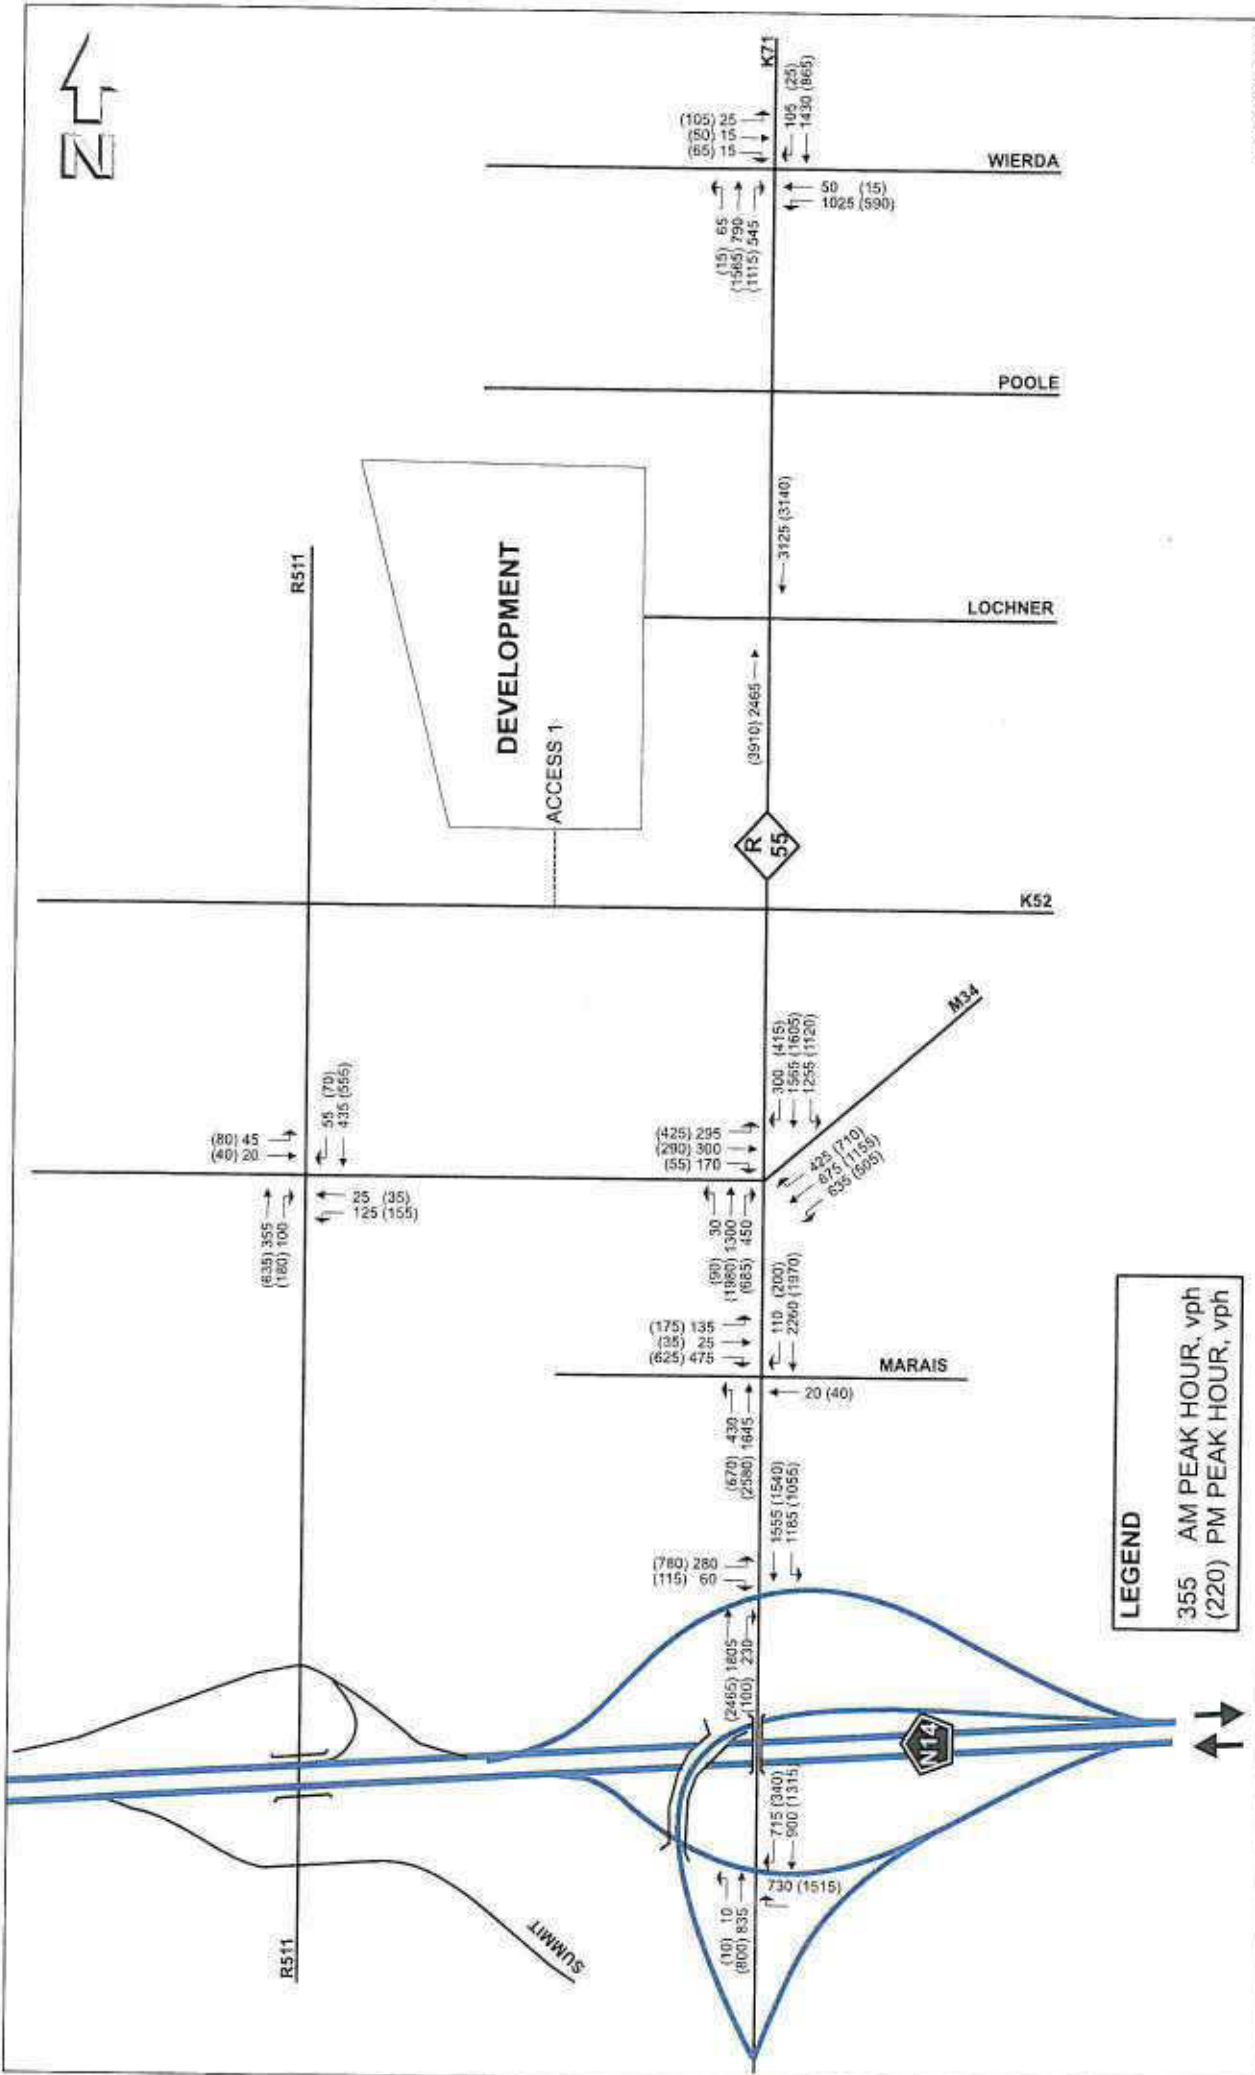 N
K71
(105) 25
(50) 15
(65) 15
105 (25)
1430 (865)
WIERDA
50 (15)
1025 (590)
(15) 65
(1565) 790
(1115) 545
POOLE
3125 (3140)
R511
DEVELOPMENT
ACCESS 1
LOCHNER
(3910) 2465
R
55
K52
M34
300 (415)
1565 (1605)
1255 (1120)
(80) 45
(40) 20
55 (70)
435 (555)
25 (35)
125 (155)
(635) 355
(180) 100
(425) 295
(290) 300
(55) 170
425 (710)
675 (1155)
635 (505)
(90) 30
(1980) 1300
(685) 450
(175) 135
(35) 25
(625) 475
110 (200)
2260 (1970)
MARAIS
20 (40)
(670) 430
(2580) 1645
1555 (1540)
1185 (1055)
(780) 280
(115) 60
(2465) 1805
(100) 230
N14
715 (340)
900 (1315)
730 (1515)
(10) 10
(800) 835
R511
SUMMIT
LEGEND
355 AM PEAK HOUR, vph
(220) PM PEAK HOUR, vph